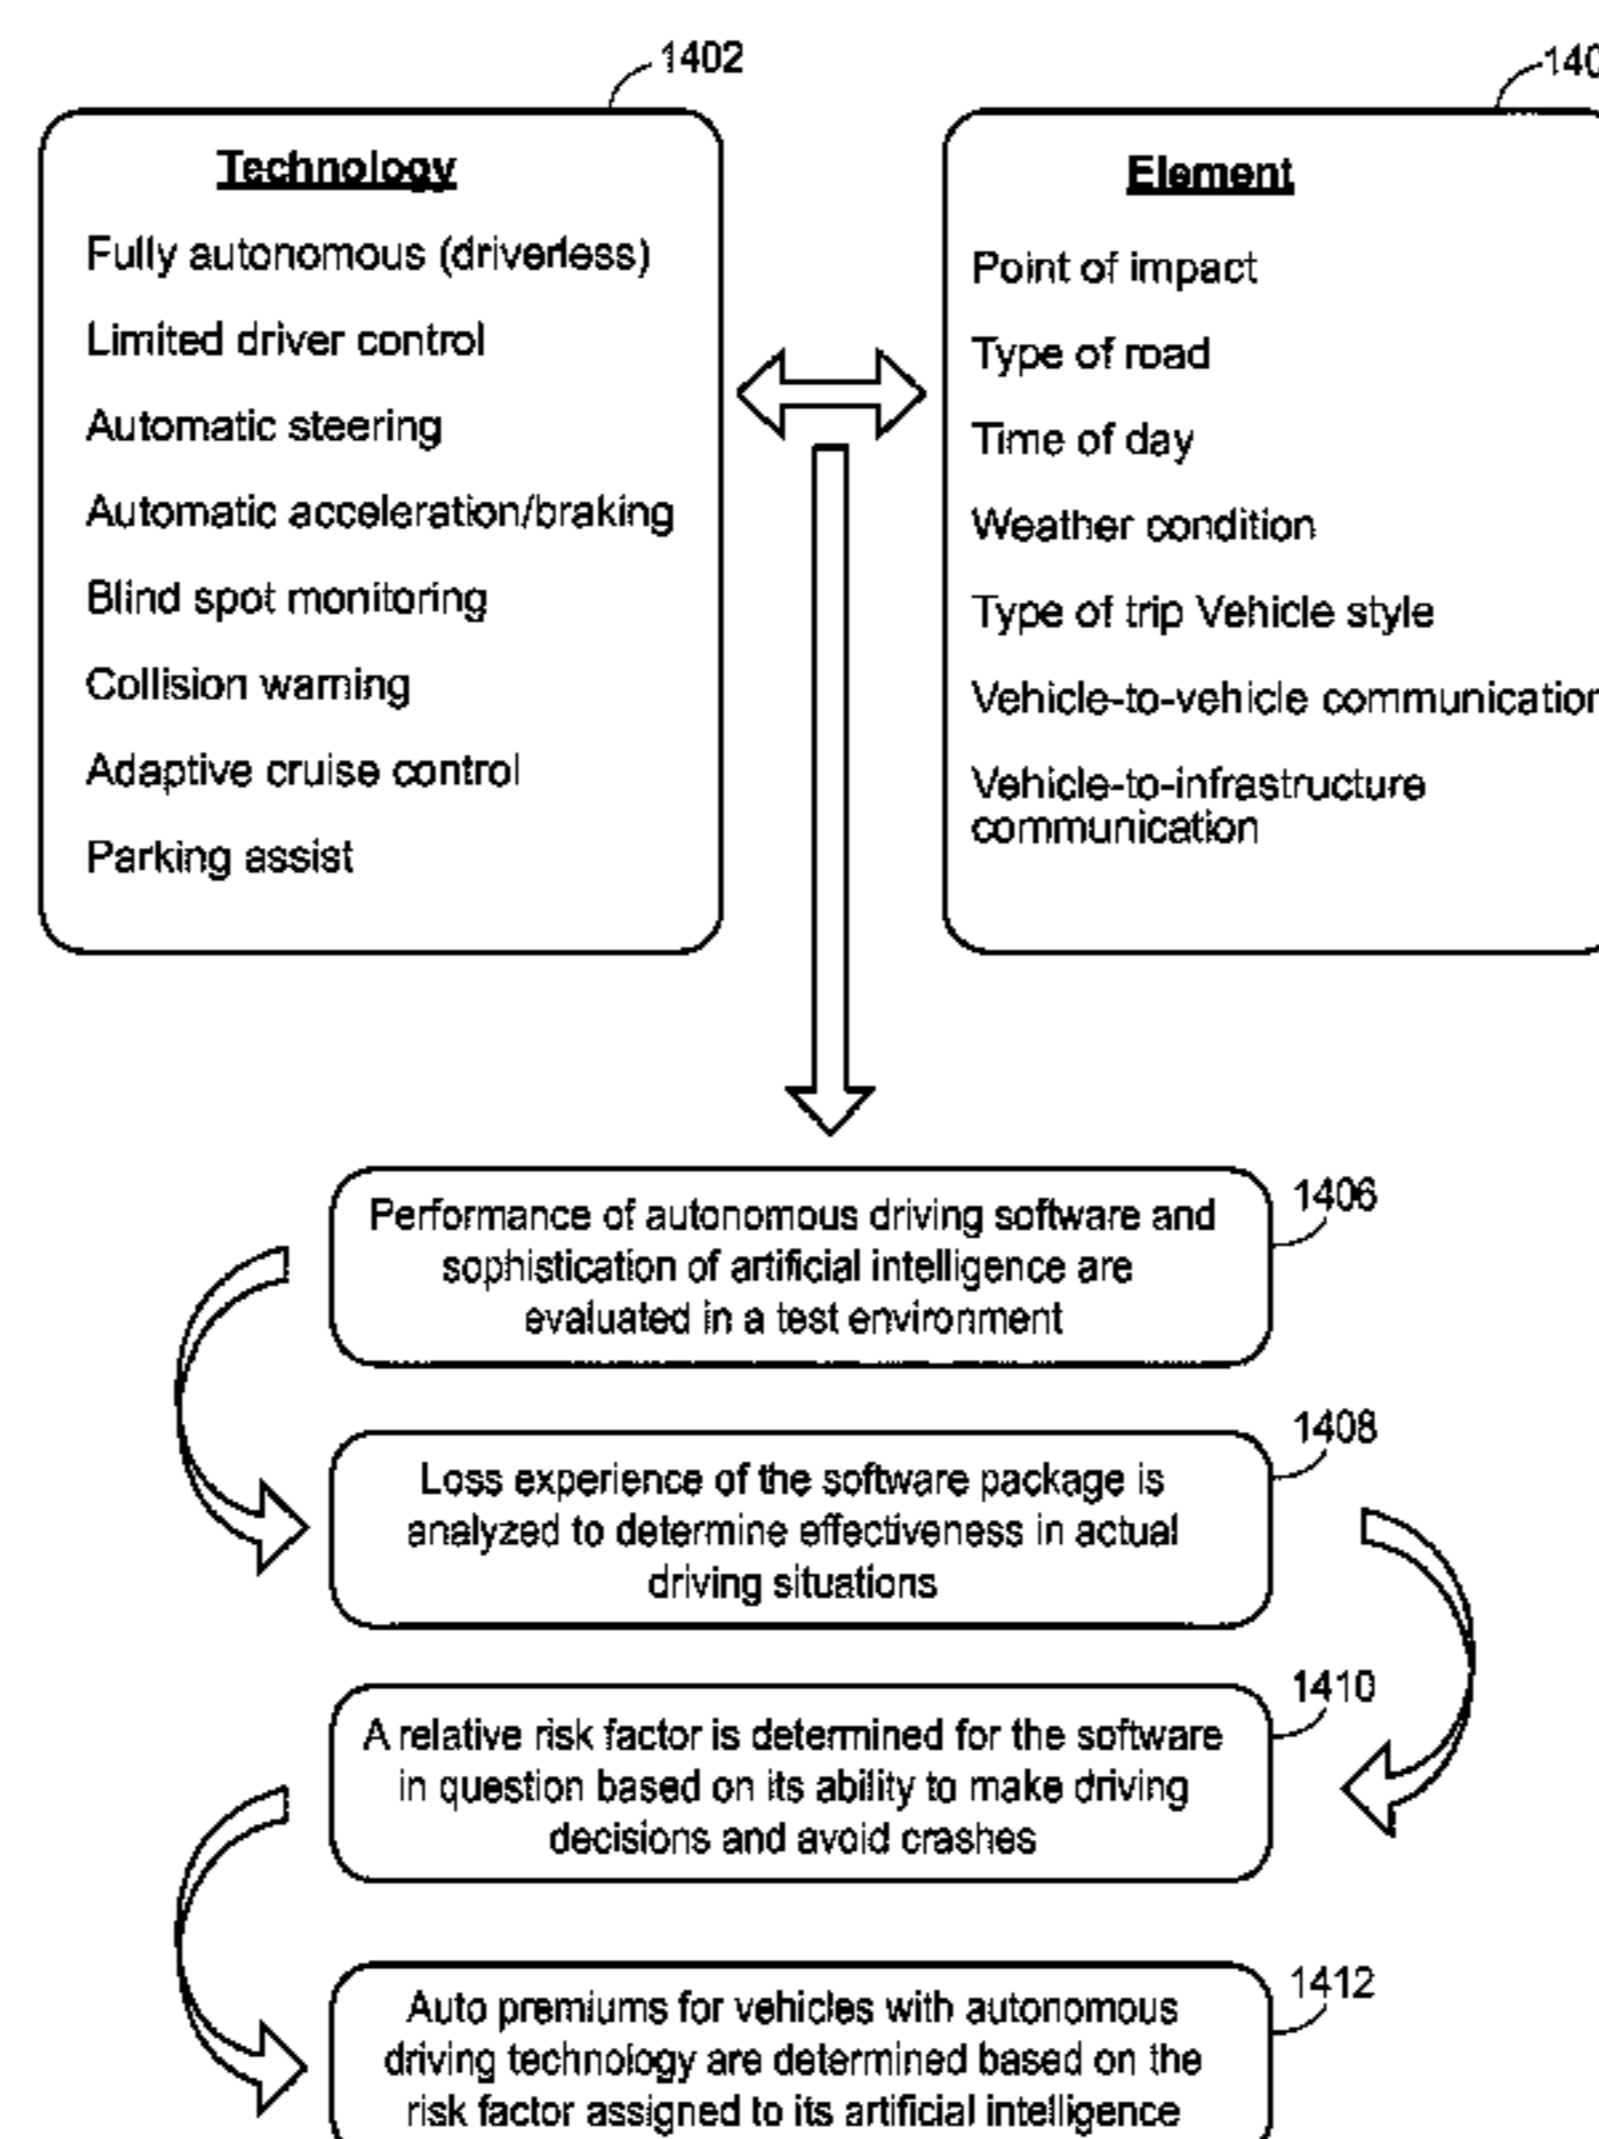 1402
140
Technology
Fully autonomous (driverless)
Limited driver control
Automatic steering
Automatic acceleration/braking
Blind spot monitoring
Collision warning
Adaptive cruise control
Parking assist
Element
Point of impact
Type of road
Time of day
Weather condition
Type of trip Vehicle style
Vehicle-to-vehicle communication
Vehicle-to-infrastructure
communication
1406
Performance of autonomous driving software and
sophistication of artificial intelligence are
evaluated in a test environment
1408
Loss experience of the software package is
analyzed to determine effectiveness in actual
driving situations
1410
A relative risk factor is determined for the software
in question based on its ability to make driving
decisions and avoid crashes
1412
Auto premiums for vehicles with autonomous
driving technology are determined based on the
risk factor assigned to its artificial intelligence